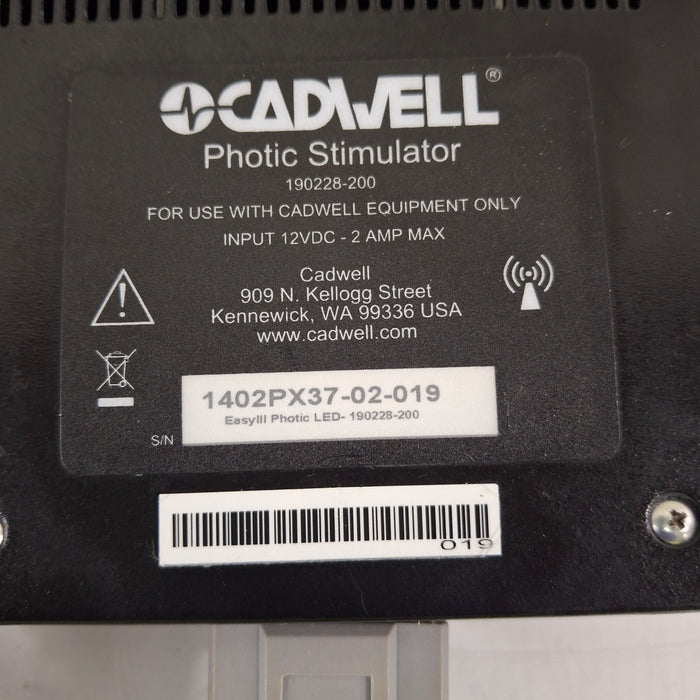 CADWELL®
Photic Stimulator
190228-200
FOR USE WITH CADWELL EQUIPMENT ONLY
INPUT 12VDC - 2 AMP MAX
Cadwell
909 N. Kellogg Street
Kennewick, WA 99336 USA
www.cadwell.com
1402PX37-02-019
EasyIII Photic LED- 190228-200
S/N
019